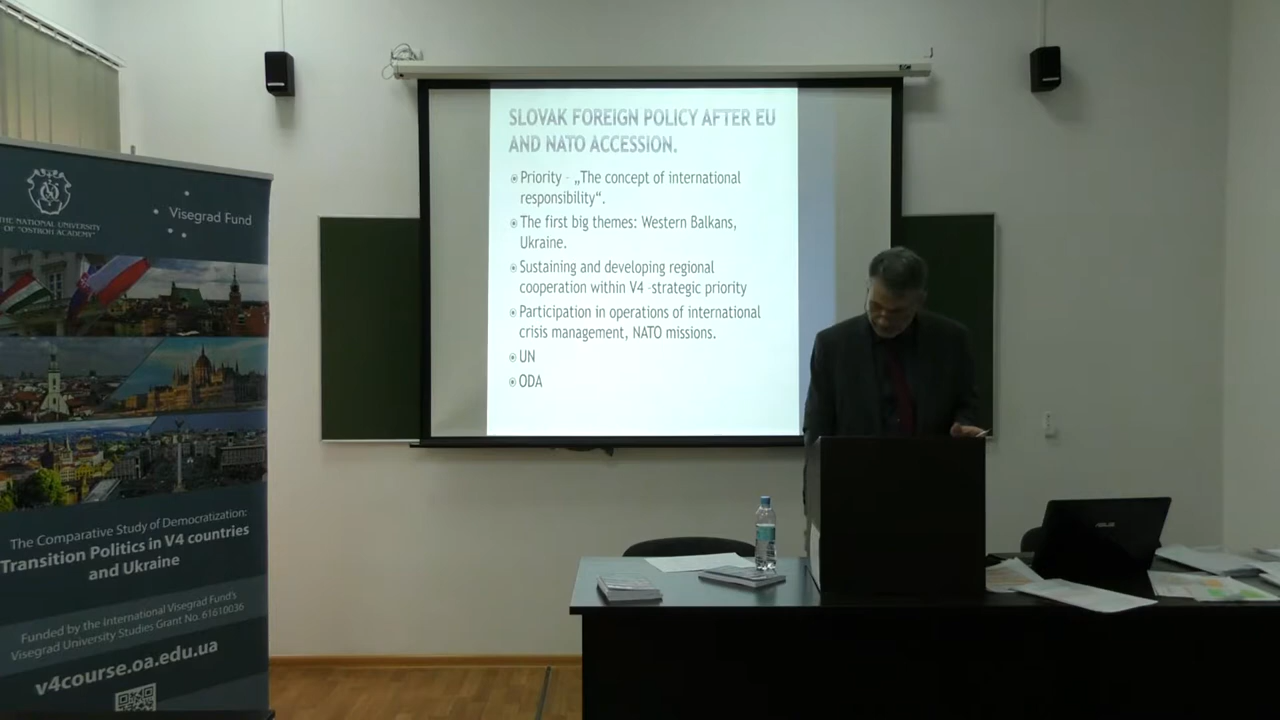 THE NATIONAL UNIVERSITY
OF "OSTROH ACADEMY"
Visegrad Fund
The Comparative Study of Democratization:
Transition Politics in V4 countries
and Ukraine
Funded by the International Visegrad Fund's
Visegrad University Studies Grant No. 61610036
v4course.oa.edu.ua
SLOVAK FOREIGN POLICY AFTER EU
AND NATO ACCESSION.
Priority - „The concept of international
responsibility“.
The first big themes: Western Balkans,
Ukraine.
Sustaining and developing regional
cooperation within V4 -strategic priority
Participation in operations of international
crisis management, NATO missions.
UN
ODA
ASUS